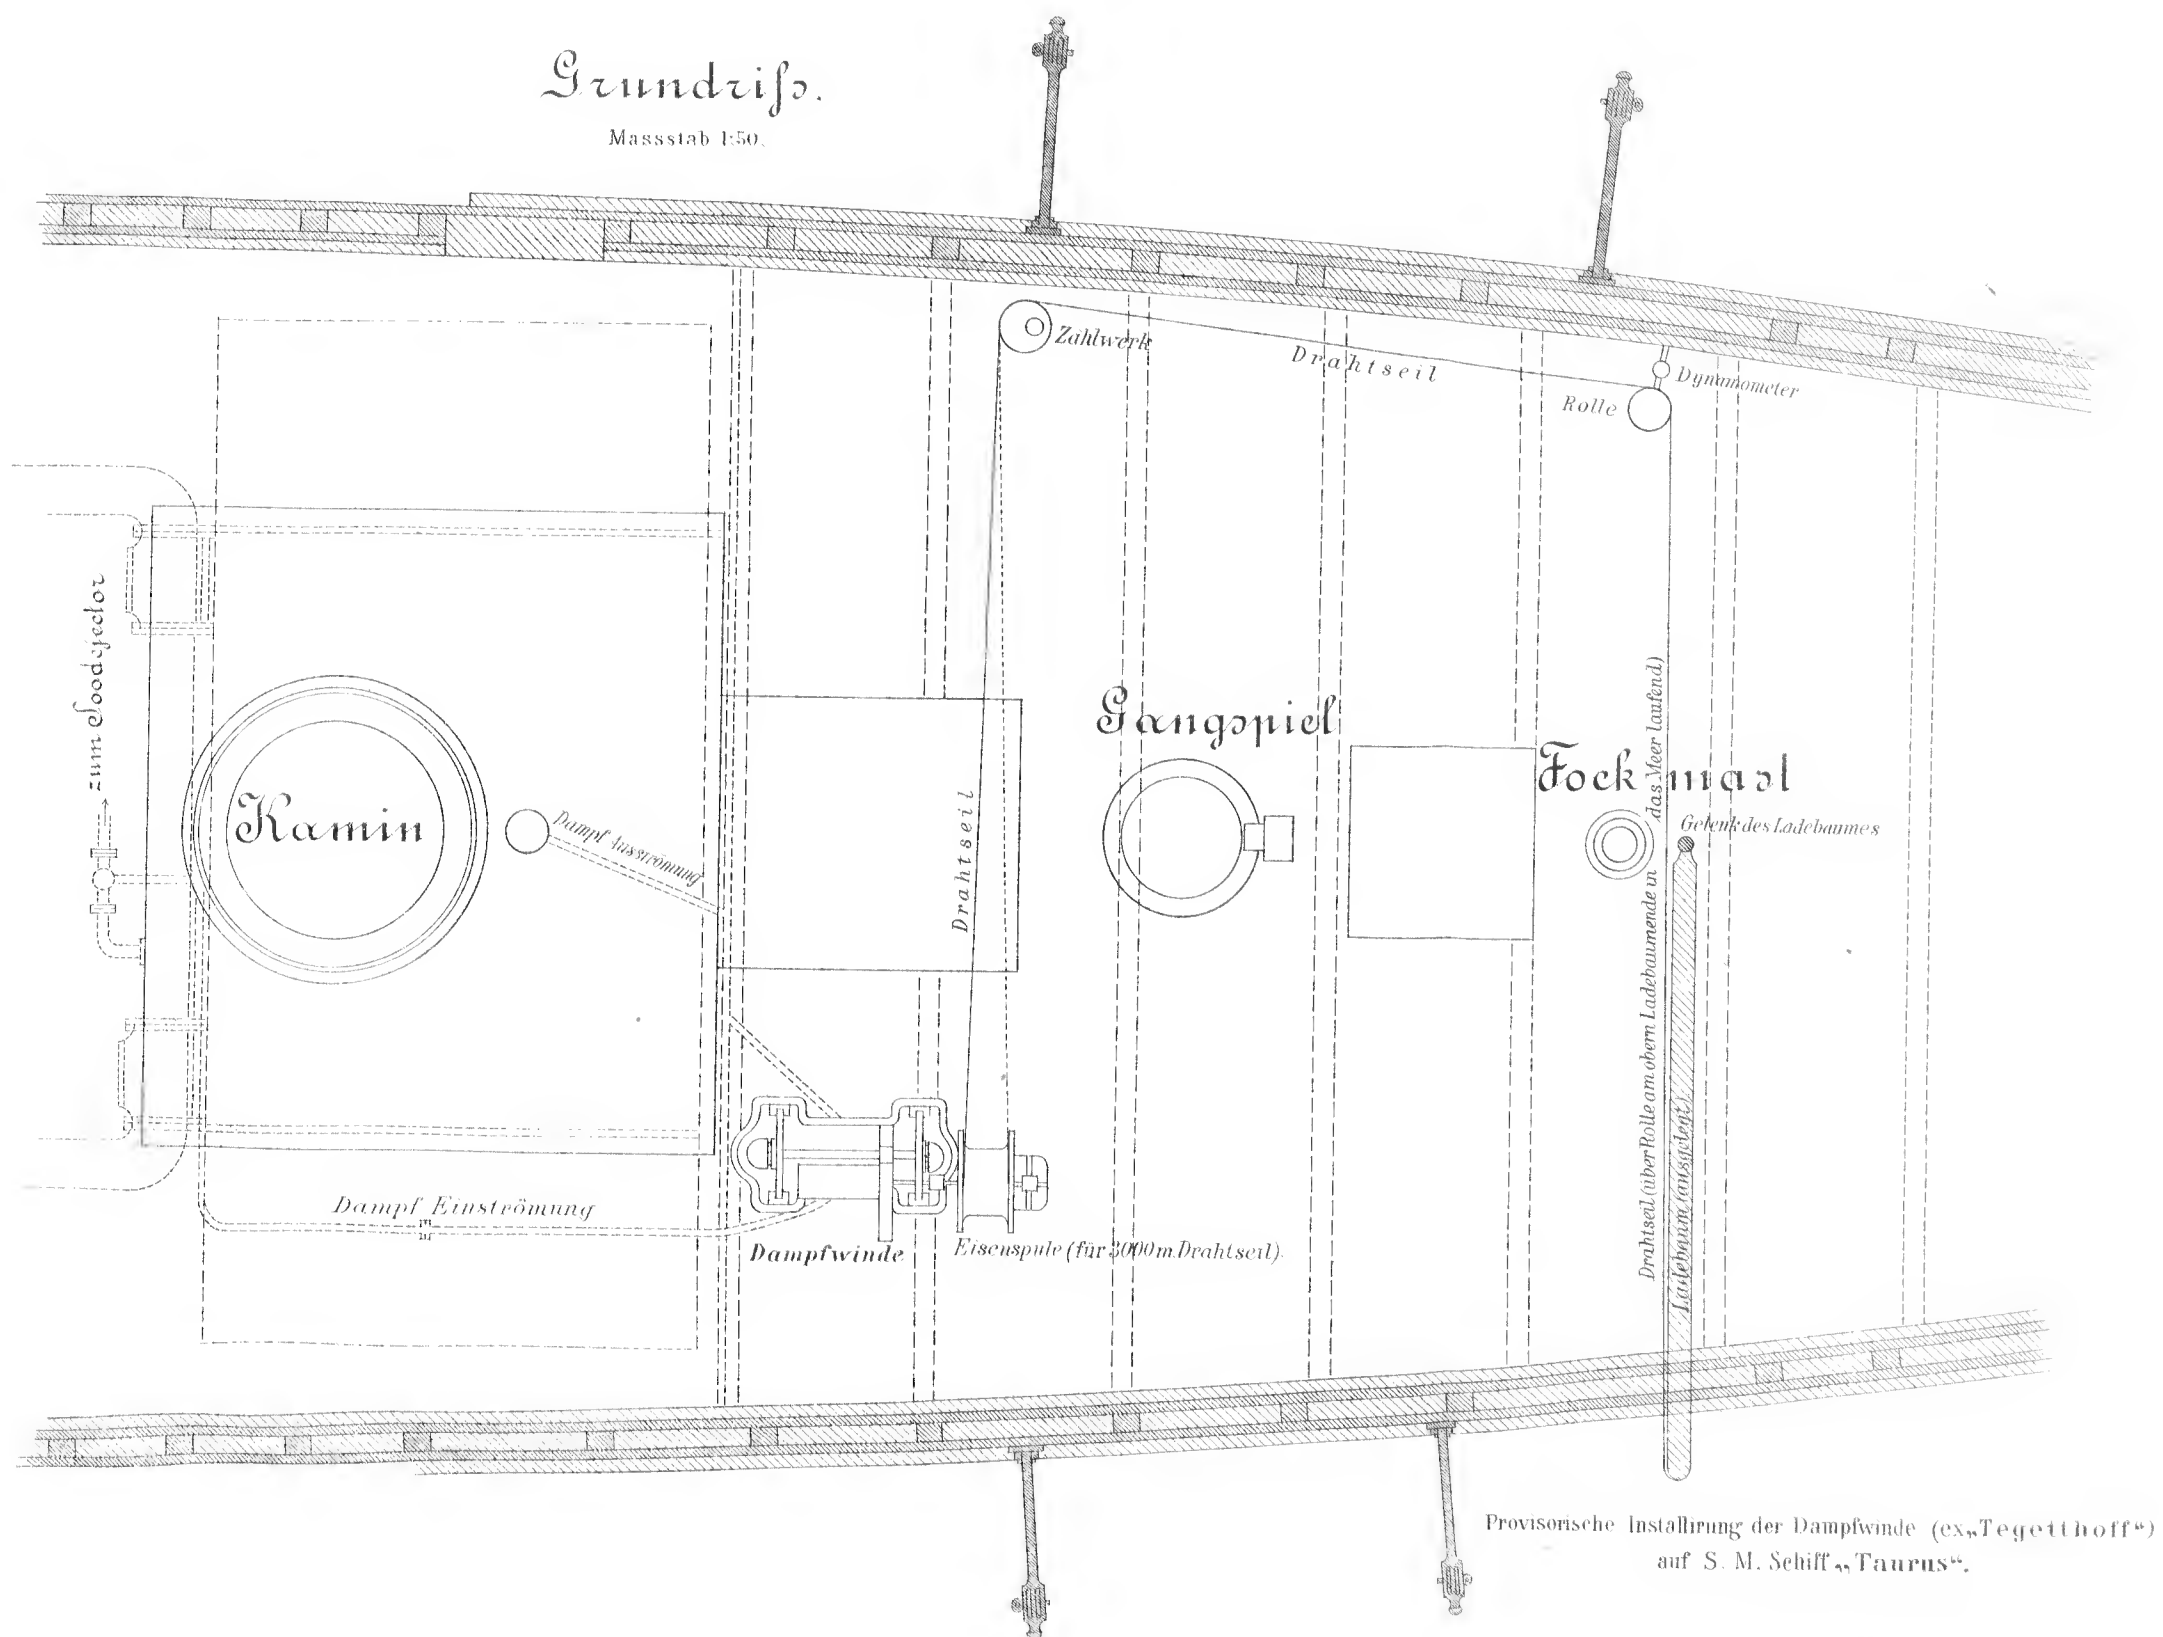 Grundriſs.
Massstab 1:50.
Zählwerk
Drahtseil
Dynamometer
Rolle
zum Soodejector
Kamin
Dampf Ausströmung
Drahtseil
Gangspiel
Fockmast
Gelenk des Ladebaumes
Drahtseil (über Rolle am obern Ladebaumende in das Meer laufend)
Ladebaum (ausgelegt)
Dampf Einströmung
Dampfwinde
Eisenspule (für 3000 m. Drahtseil).
Provisorische Installirung der Dampfwinde (ex „Tegetthoff“)
auf S. M. Schiff „Taurus“.